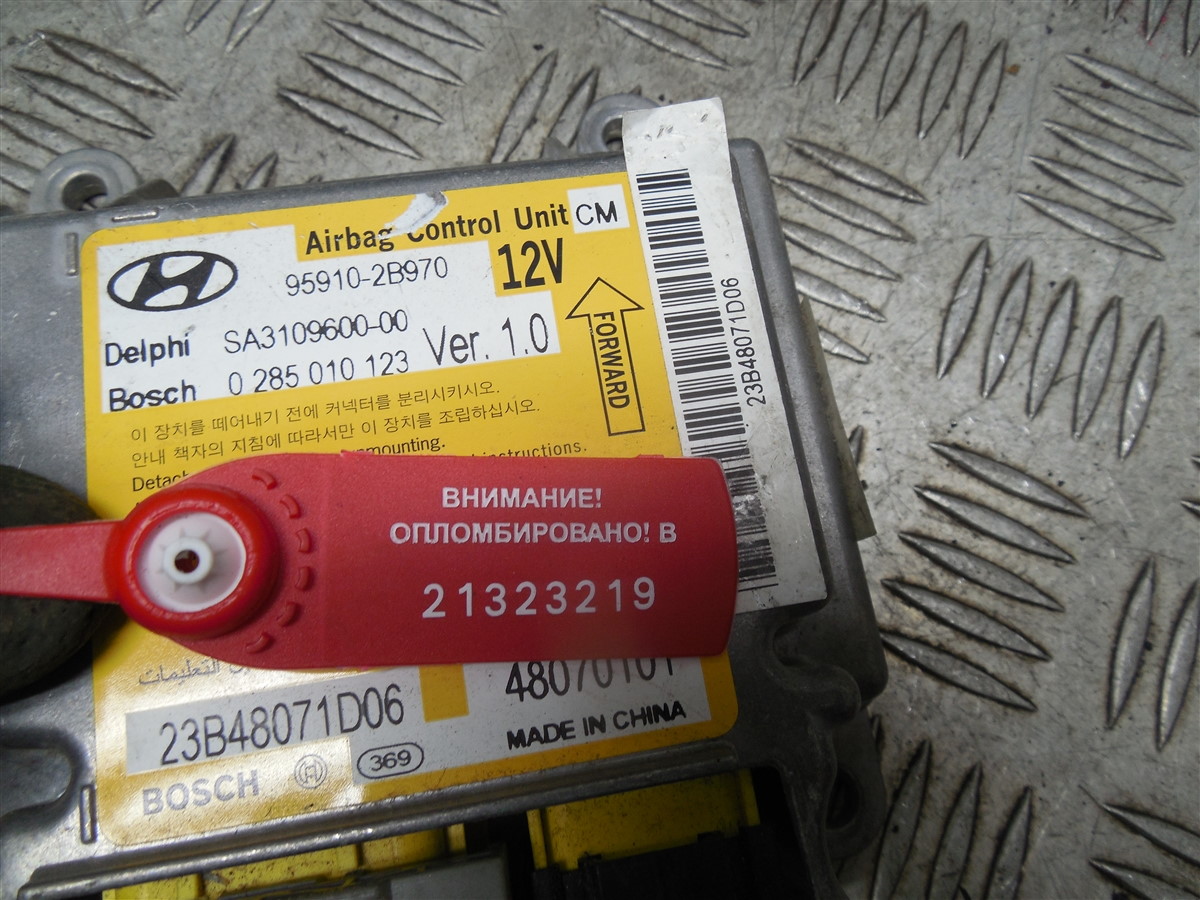 Airbag Control Unit CM
95910-2B970
12V
Delphi SA3109600-00
Bosch 0 285 010 123
Ver. 1.0
FORWARD
23B48071D06
이 장치를 떼어내기 전에 커넥터를 분리시키시오.
안내 책자의 지침에 따라서만 이 장치를 조립하십시오.
instructions.
ВНИМАНИЕ!
ОПЛОМБИРОВАНО! В
21323219
التعليمات
23B48071D06
48070101
MADE IN CHINA
BOSCH
369